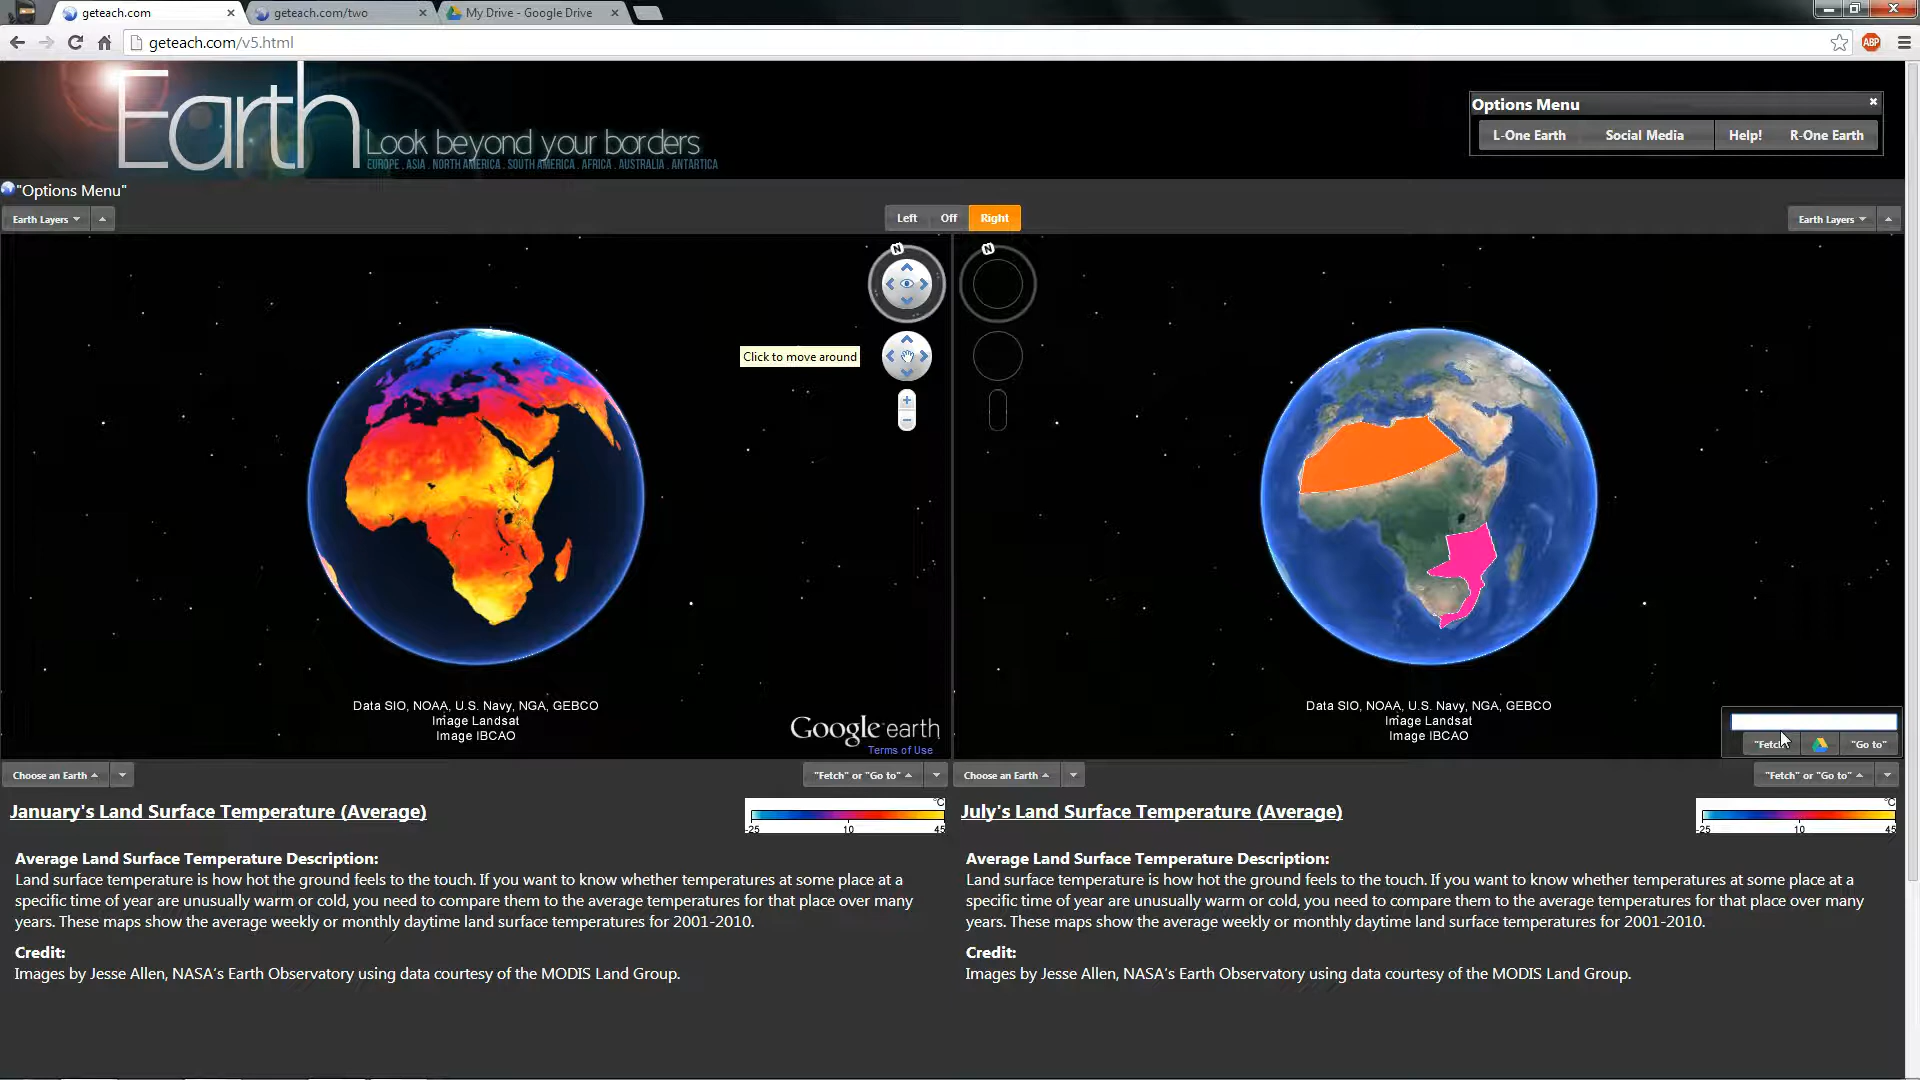 geteach.com
geteach.com/two
My Drive - Google Drive
geteach.com/v5.html
ABP
Earth
Look beyond your borders
EUROPE . ASIA . NORTH AMERICA . SOUTH AMERICA . AFRICA . AUSTRALIA . ANTARTICA
Options Menu
L-One Earth
Social Media
Help!
R-One Earth
"Options Menu"
Earth Layers
Left
Off
Right
Earth Layers
N
N
Click to move around
Data SIO, NOAA, U.S. Navy, NGA, GEBCO
Image Landsat
Image IBCAO
Google earth
Terms of Use
Data SIO, NOAA, U.S. Navy, NGA, GEBCO
Image Landsat
Image IBCAO
"Go to"
Choose an Earth
"Fetch" or "Go to"
Choose an Earth
"Fetch" or "Go to"
January's Land Surface Temperature (Average)
°C
-25 10 45
July's Land Surface Temperature (Average)
°C
-25 10 45
Average Land Surface Temperature Description:
Land surface temperature is how hot the ground feels to the touch. If you want to know whether temperatures at some place at a
specific time of year are unusually warm or cold, you need to compare them to the average temperatures for that place over many
years. These maps show the average weekly or monthly daytime land surface temperatures for 2001-2010.
Credit:
Images by Jesse Allen, NASA's Earth Observatory using data courtesy of the MODIS Land Group.
Average Land Surface Temperature Description:
Land surface temperature is how hot the ground feels to the touch. If you want to know whether temperatures at some place at a
specific time of year are unusually warm or cold, you need to compare them to the average temperatures for that place over many
years. These maps show the average weekly or monthly daytime land surface temperatures for 2001-2010.
Credit:
Images by Jesse Allen, NASA's Earth Observatory using data courtesy of the MODIS Land Group.